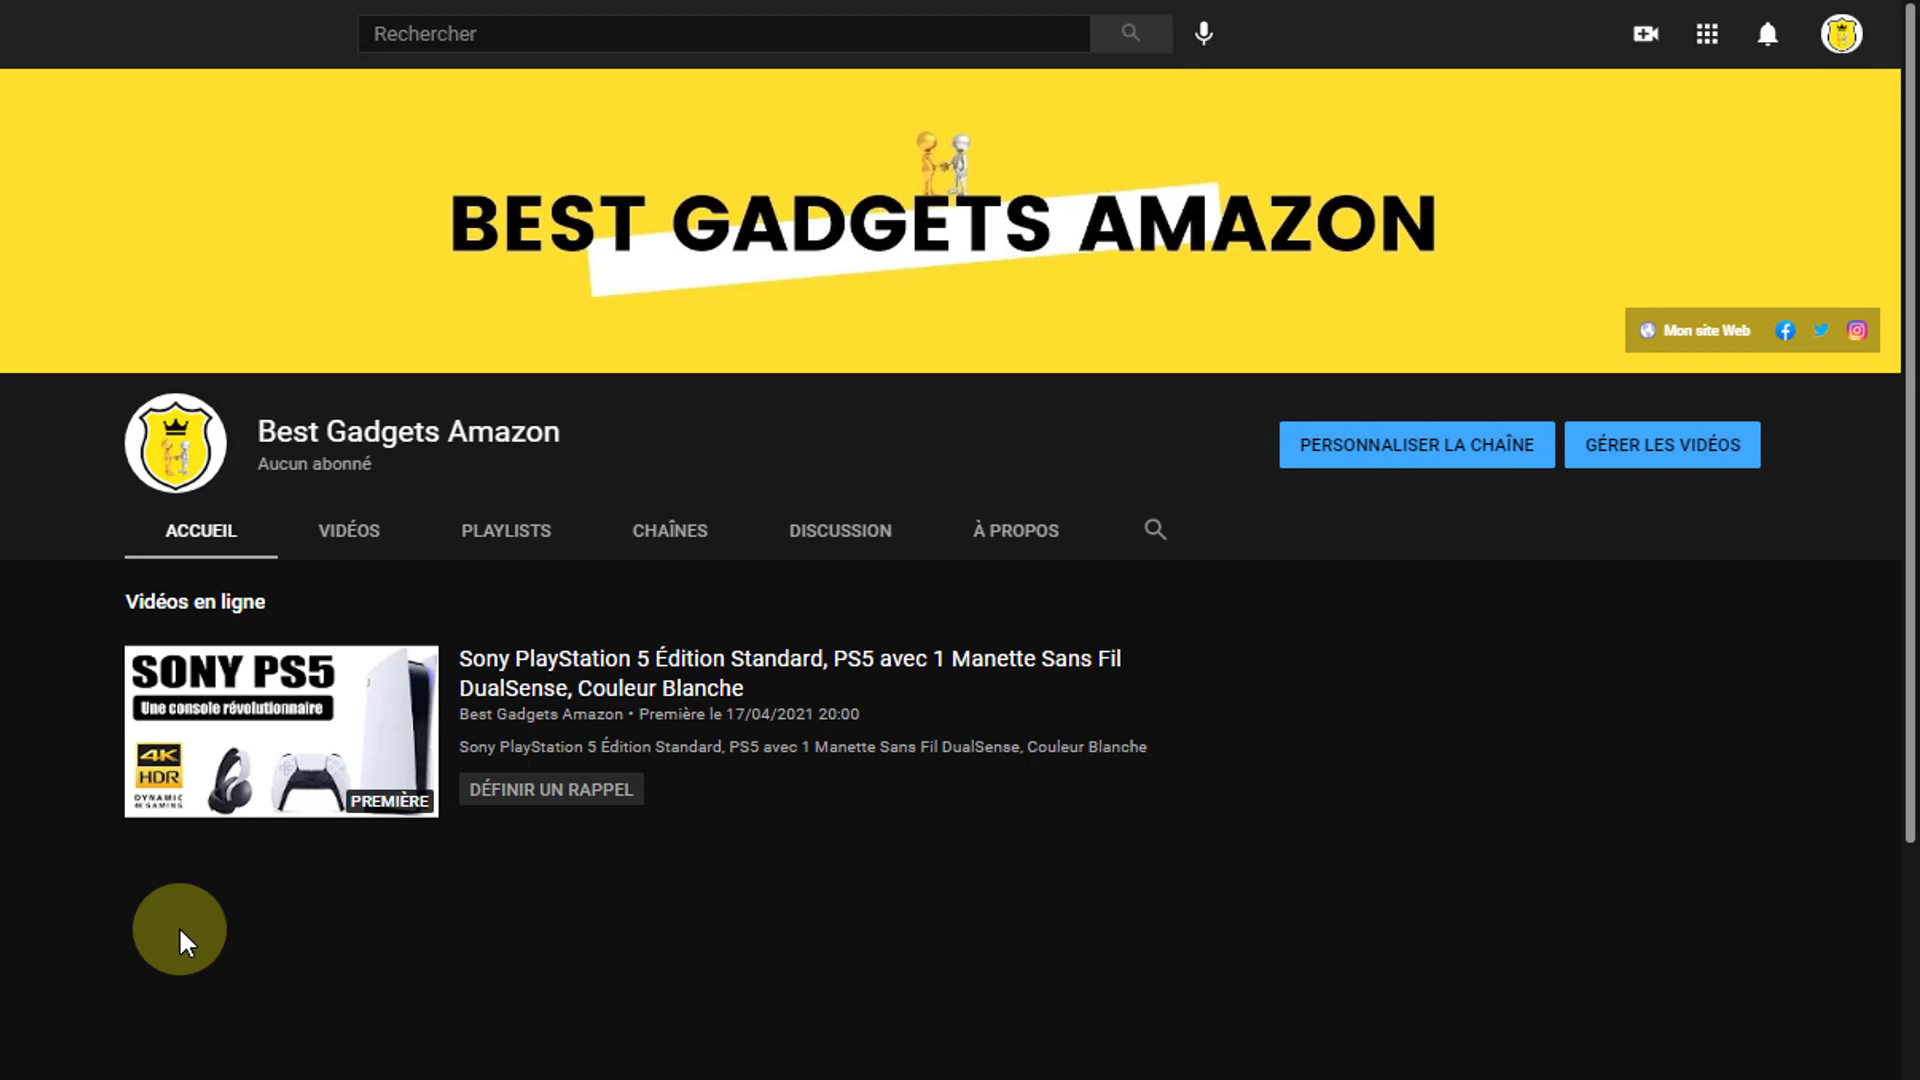 Rechercher
BEST GADGETS AMAZON
Mon site Web
Best Gadgets Amazon
Aucun abonné
PERSONNALISER LA CHAÎNE
GÉRER LES VIDÉOS
ACCUEIL
VIDÉOS
PLAYLISTS
CHAÎNES
DISCUSSION
À PROPOS
Vidéos en ligne
SONY PS5
Une console révolutionnaire
4K
HDR
DYNAMIC
4K GAMING
PREMIÈRE
Sony PlayStation 5 Édition Standard, PS5 avec 1 Manette Sans Fil
DualSense, Couleur Blanche
Best Gadgets Amazon • Première le 17/04/2021 20:00
Sony PlayStation 5 Édition Standard, PS5 avec 1 Manette Sans Fil DualSense, Couleur Blanche
DÉFINIR UN RAPPEL